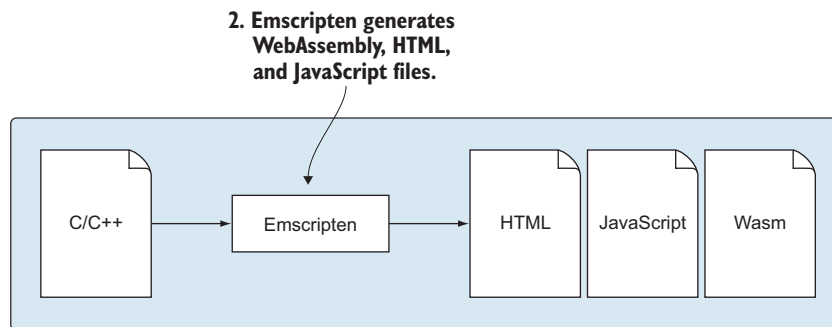 2. Emscripten generates
WebAssembly, HTML,
and JavaScript files.
C/C++
Emscripten
HTML
JavaScript
Wasm